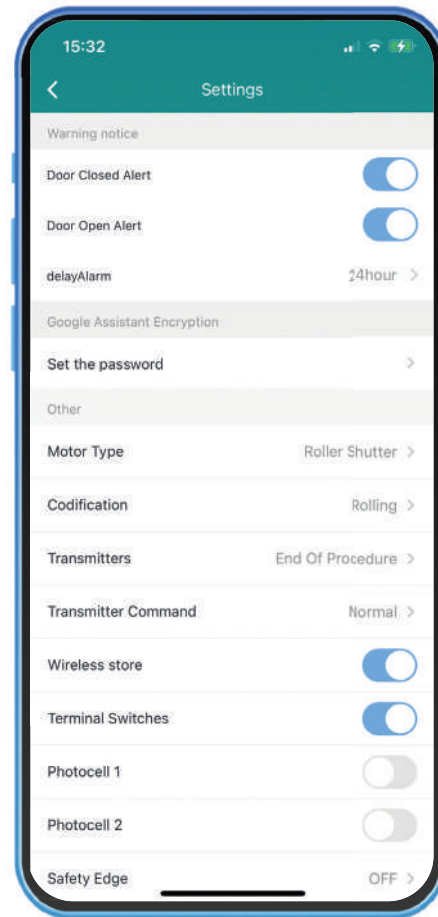 15:32
Settings
Warning notice
Door Closed Alert
Door Open Alert
delayAlarm 24hour >
Google Assistant Encryption
Set the password >
Other
Motor Type Roller Shutter >
Codification Rolling >
Transmitters End Of Procedure >
Transmitter Command Normal >
Wireless store
Terminal Switches
Photocell 1
Photocell 2
Safety Edge OFF >